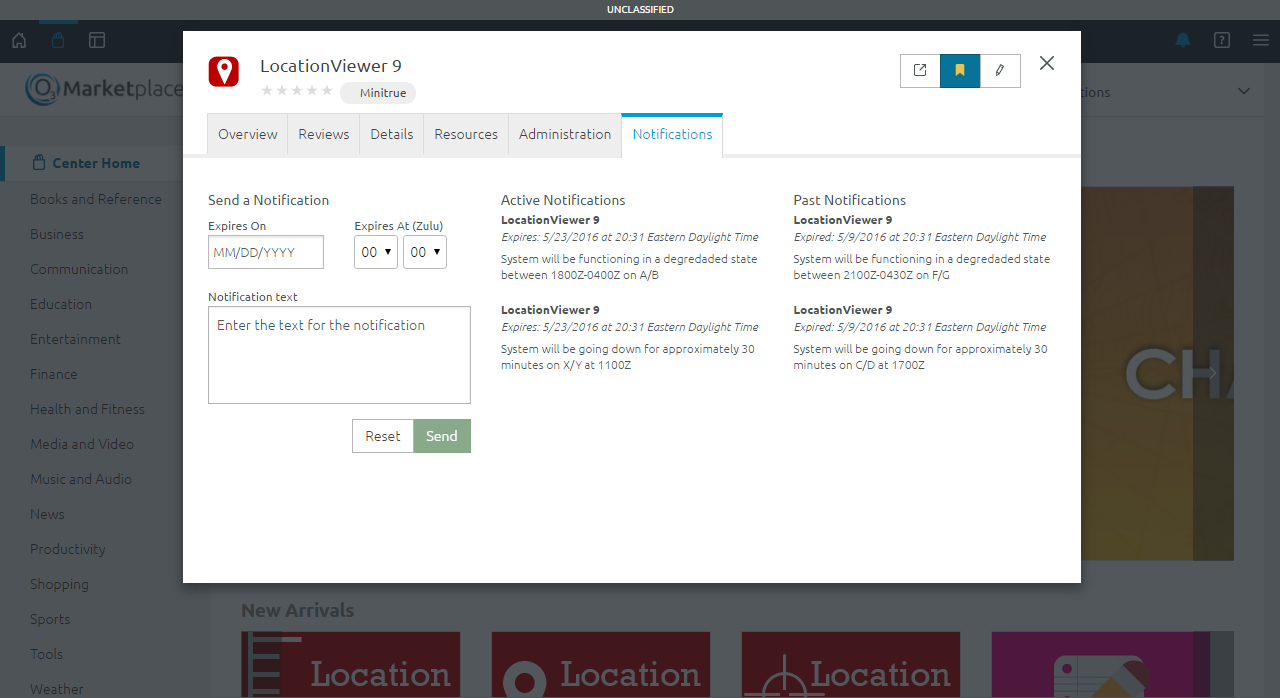 UNCLASSIFIED
LocationViewer 9
Minitrue
Marketplace
Overview
Reviews
Details
Resources
Administration
Notifications
Center Home
Books and Reference
Business
Communication
Education
Entertainment
Finance
Health and Fitness
Media and Video
Music and Audio
News
Productivity
Shopping
Sports
Tools
Weather
Send a Notification
Expires On
Expires At (Zulu)
MM/DD/YYYY
00
00
Notification text
Enter the text for the notification
Reset
Send
Active Notifications
LocationViewer 9
Expires: 5/23/2016 at 20:31 Eastern Daylight Time
System will be functioning in a degredaded state
between 1800Z-0400Z on A/B
LocationViewer 9
Expires: 5/23/2016 at 20:31 Eastern Daylight Time
System will be going down for approximately 30
minutes on X/Y at 1100Z
Past Notifications
LocationViewer 9
Expired: 5/9/2016 at 20:31 Eastern Daylight Time
System will be functioning in a degredaded state
between 2100Z-0430Z on F/G
LocationViewer 9
Expired: 5/9/2016 at 20:31 Eastern Daylight Time
System will be going down for approximately 30
minutes on C/D at 1700Z
New Arrivals
Location
Location
Location